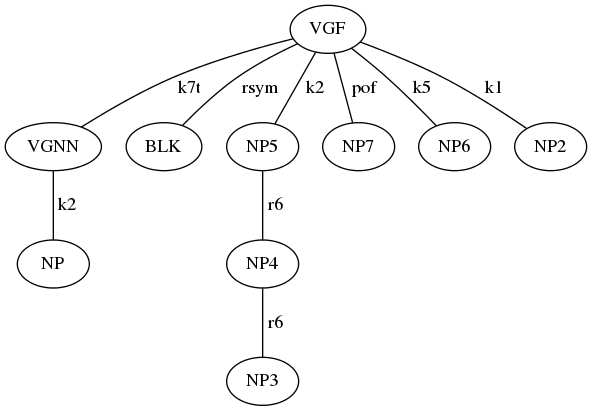 VGF
k7t rsym k2 pof k5 k1
VGNN BLK NP5 NP7 NP6 NP2
k2 r6
NP NP4
r6
NP3